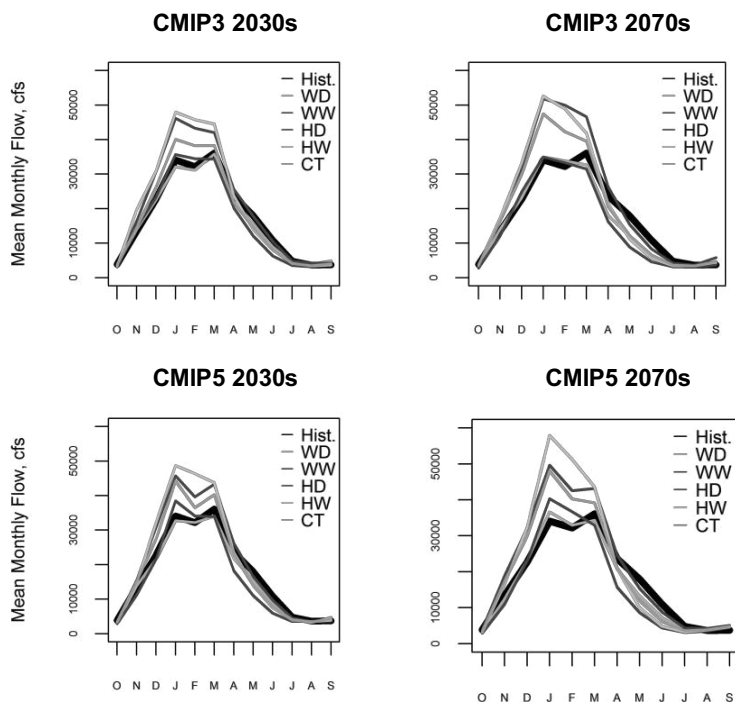 CMIP3 2030s
Mean Monthly Flow, cfs
50000
30000
10000
0
Hist.
WD
WW
HD
HW
CT
O N D J F M A M J J A S
CMIP3 2070s
50000
30000
10000
0
Hist.
WD
WW
HD
HW
CT
O N D J F M A M J J A S
CMIP5 2030s
Mean Monthly Flow, cfs
50000
30000
10000
0
Hist.
WD
WW
HD
HW
CT
O N D J F M A M J J A S
CMIP5 2070s
50000
30000
10000
0
Hist.
WD
WW
HD
HW
CT
O N D J F M A M J J A S